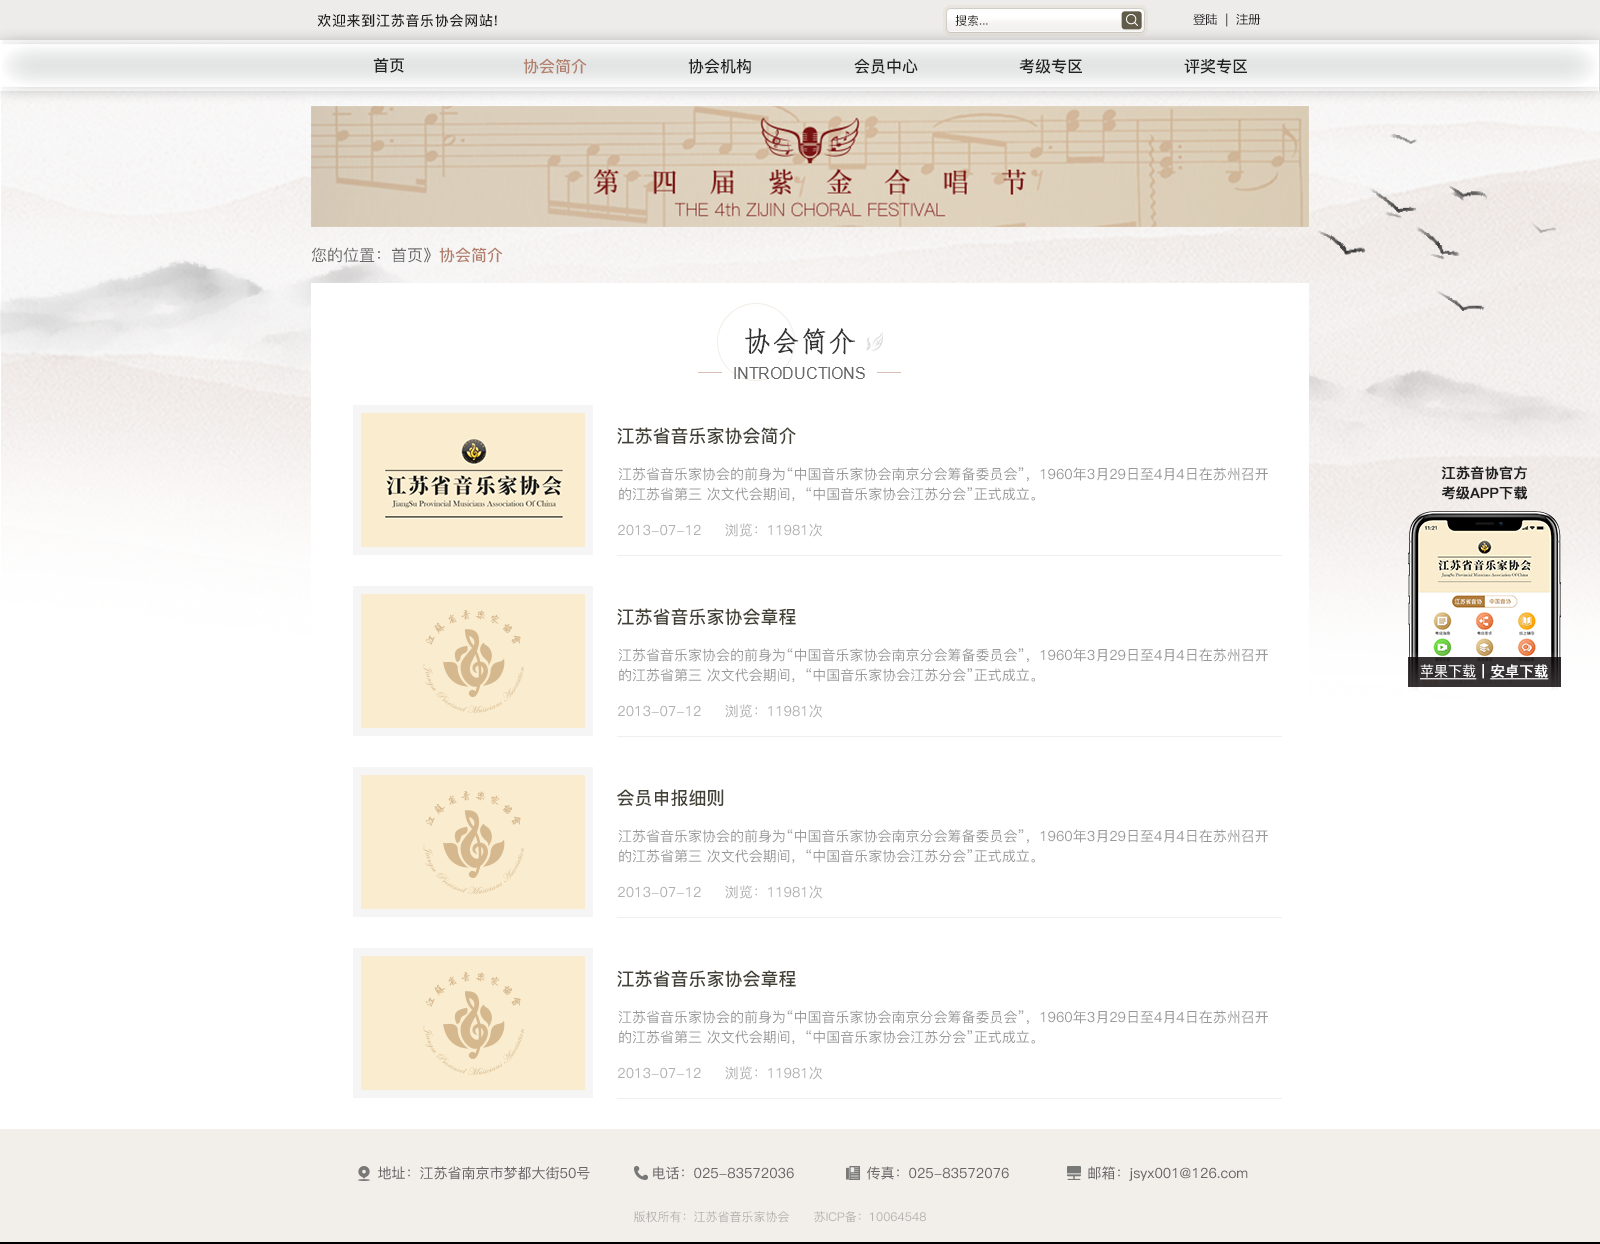 欢迎来到江苏音乐协会网站!
搜索...
登陆 | 注册
首页 协会简介 协会机构 会员中心 考级专区 评奖专区
第四届紫金合唱节
THE 4th ZIJIN CHORAL FESTIVAL
您的位置：首页》协会简介
协会简介
INTRODUCTIONS
江苏省音乐家协会
JiangSu Provincial Musicians Association Of China
江苏省音乐家协会简介
江苏省音乐家协会的前身为“中国音乐家协会南京分会筹备委员会”，1960年3月29日至4月4日在苏州召开
的江苏省第三 次文代会期间，“中国音乐家协会江苏分会”正式成立。
2013-07-12 浏览：11981次
江苏省音乐家协会章程
江苏省音乐家协会的前身为“中国音乐家协会南京分会筹备委员会”，1960年3月29日至4月4日在苏州召开
的江苏省第三 次文代会期间，“中国音乐家协会江苏分会”正式成立。
2013-07-12 浏览：11981次
会员申报细则
江苏省音乐家协会的前身为“中国音乐家协会南京分会筹备委员会”，1960年3月29日至4月4日在苏州召开
的江苏省第三 次文代会期间，“中国音乐家协会江苏分会”正式成立。
2013-07-12 浏览：11981次
江苏省音乐家协会章程
江苏省音乐家协会的前身为“中国音乐家协会南京分会筹备委员会”，1960年3月29日至4月4日在苏州召开
的江苏省第三 次文代会期间，“中国音乐家协会江苏分会”正式成立。
2013-07-12 浏览：11981次
江苏音协官方
考级APP下载
11:21
江苏省音乐家协会
JiangSu Provincial Musicians Association Of China
江苏省音协 中国音协
苹果下载 | 安卓下载
地址：江苏省南京市梦都大街50号 电话：025-83572036 传真：025-83572076 邮箱：jsyx001@126.com
版权所有：江苏省音乐家协会 苏ICP备：10064548